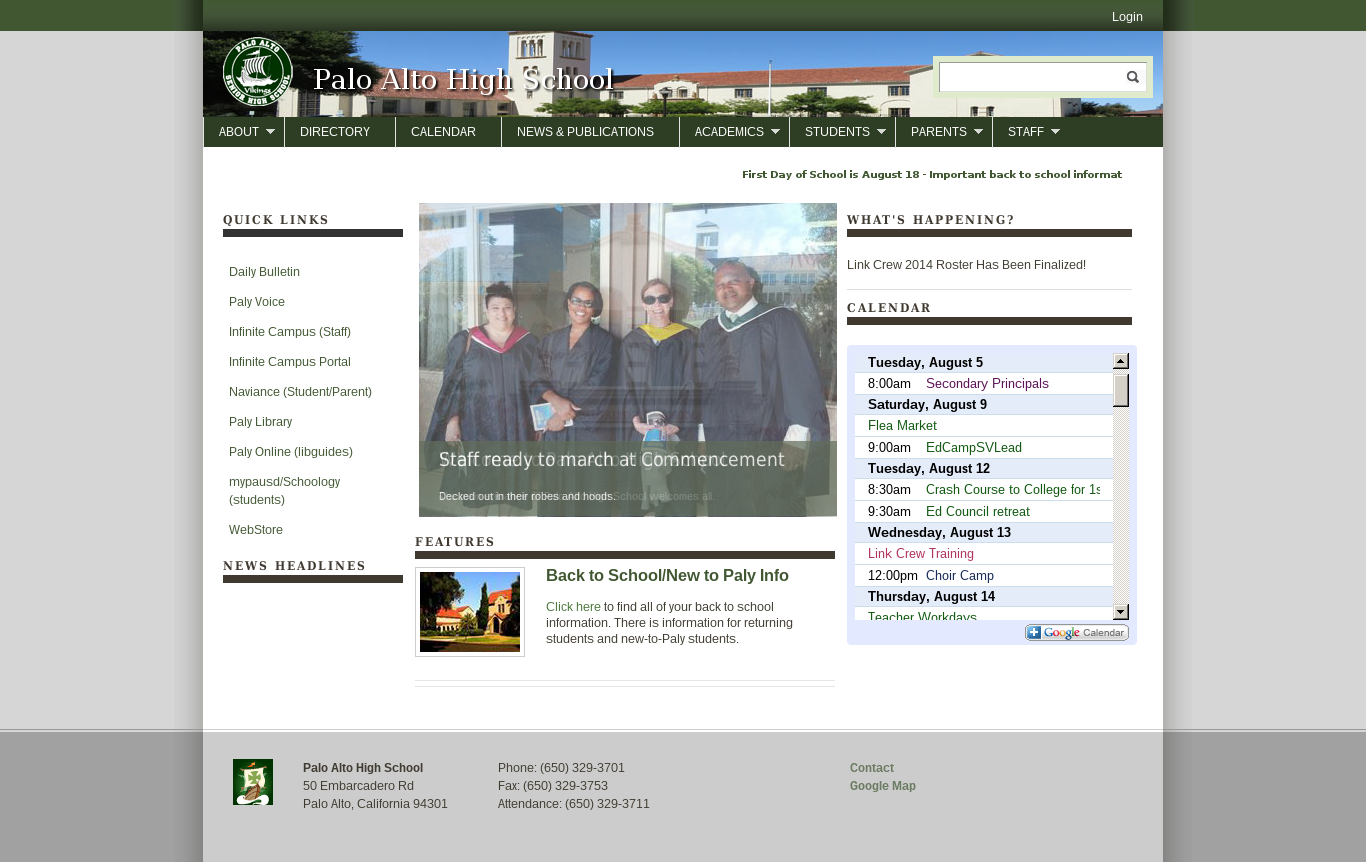 Login
PALO ALTO
Vikings
SENIOR HIGH SCHOOL
Palo Alto High School
ABOUT
DIRECTORY
CALENDAR
NEWS & PUBLICATIONS
ACADEMICS
STUDENTS
PARENTS
STAFF
First Day of School is August 18 - Important back to school informat
QUICK LINKS
Daily Bulletin
Paly Voice
Infinite Campus (Staff)
Infinite Campus Portal
Naviance (Student/Parent)
Paly Library
Paly Online (libguides)
mypausd/Schoology
(students)
WebStore
NEWS HEADLINES
Staff ready to march at Commencement
Decked out in their robes and hoods.
School welcomes all.
FEATURES
Back to School/New to Paly Info
Click here to find all of your back to school
information. There is information for returning
students and new-to-Paly students.
WHAT'S HAPPENING?
Link Crew 2014 Roster Has Been Finalized!
CALENDAR
Tuesday, August 5
8:00am Secondary Principals
Saturday, August 9
Flea Market
9:00am EdCampSVLead
Tuesday, August 12
8:30am Crash Course to College for 1s
9:30am Ed Council retreat
Wednesday, August 13
Link Crew Training
12:00pm Choir Camp
Thursday, August 14
Teacher Workdays
Google Calendar
Palo Alto High School
50 Embarcadero Rd
Palo Alto, California 94301
Phone: (650) 329-3701
Fax: (650) 329-3753
Attendance: (650) 329-3711
Contact
Google Map